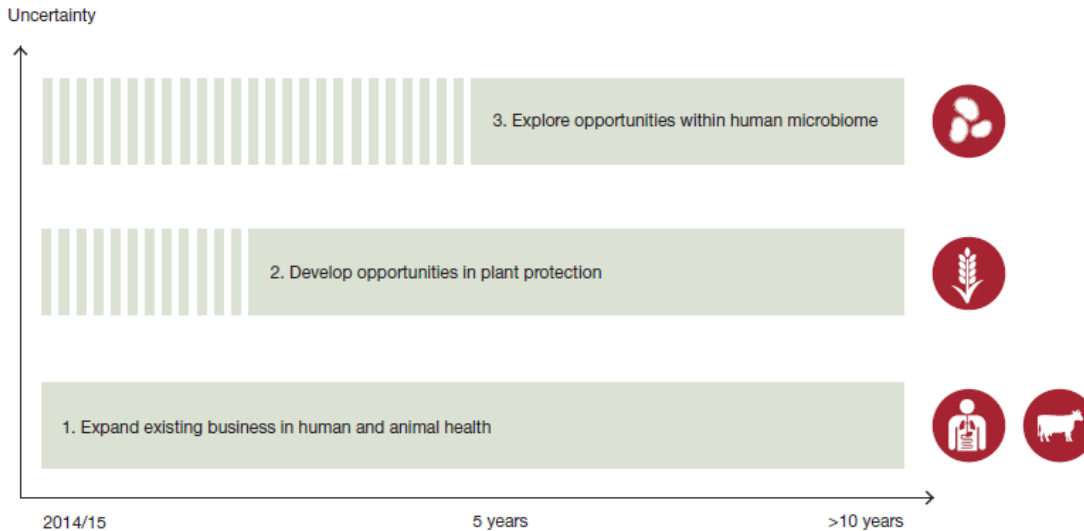 Uncertainty
3. Explore opportunities within human microbiome
2. Develop opportunities in plant protection
1. Expand existing business in human and animal health
2014/15
5 years
>10 years